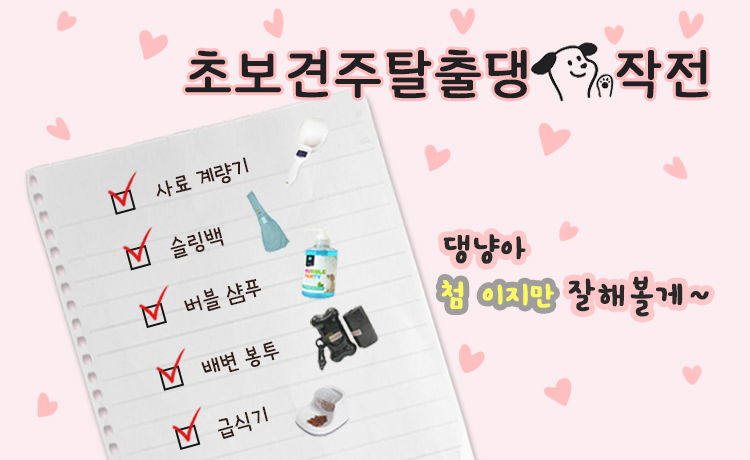 초보견주탈출댕작전
사료 계량기
슬링백
버블 샴푸
배변 봉투
급식기
댕냥아
첨 이지만 잘해볼게~
BUBBLE
PARTY